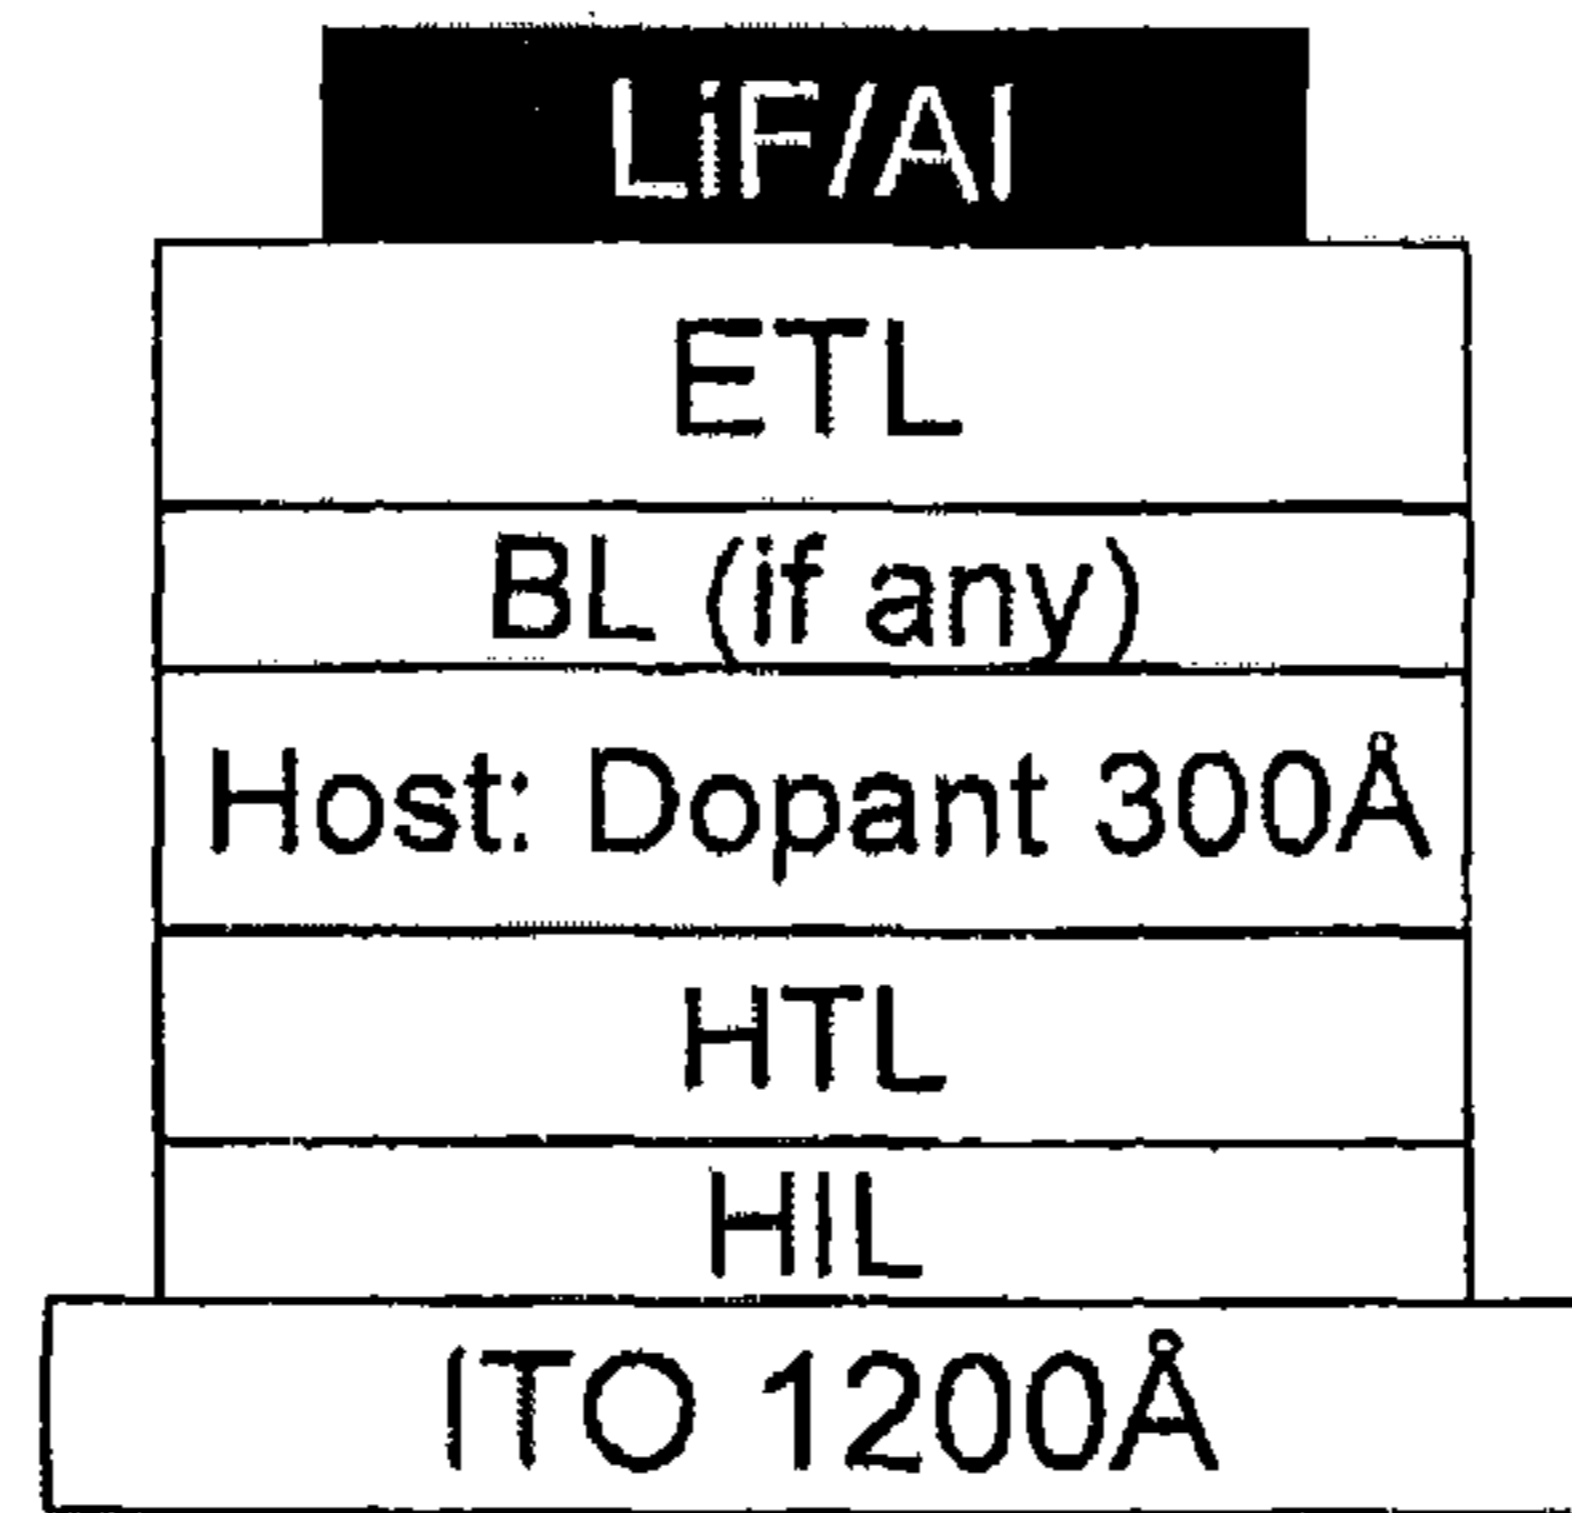 LiF/Al
ETL
BL (if any)
Host: Dopant 300Å
HTL
HIL
ITO 1200Å